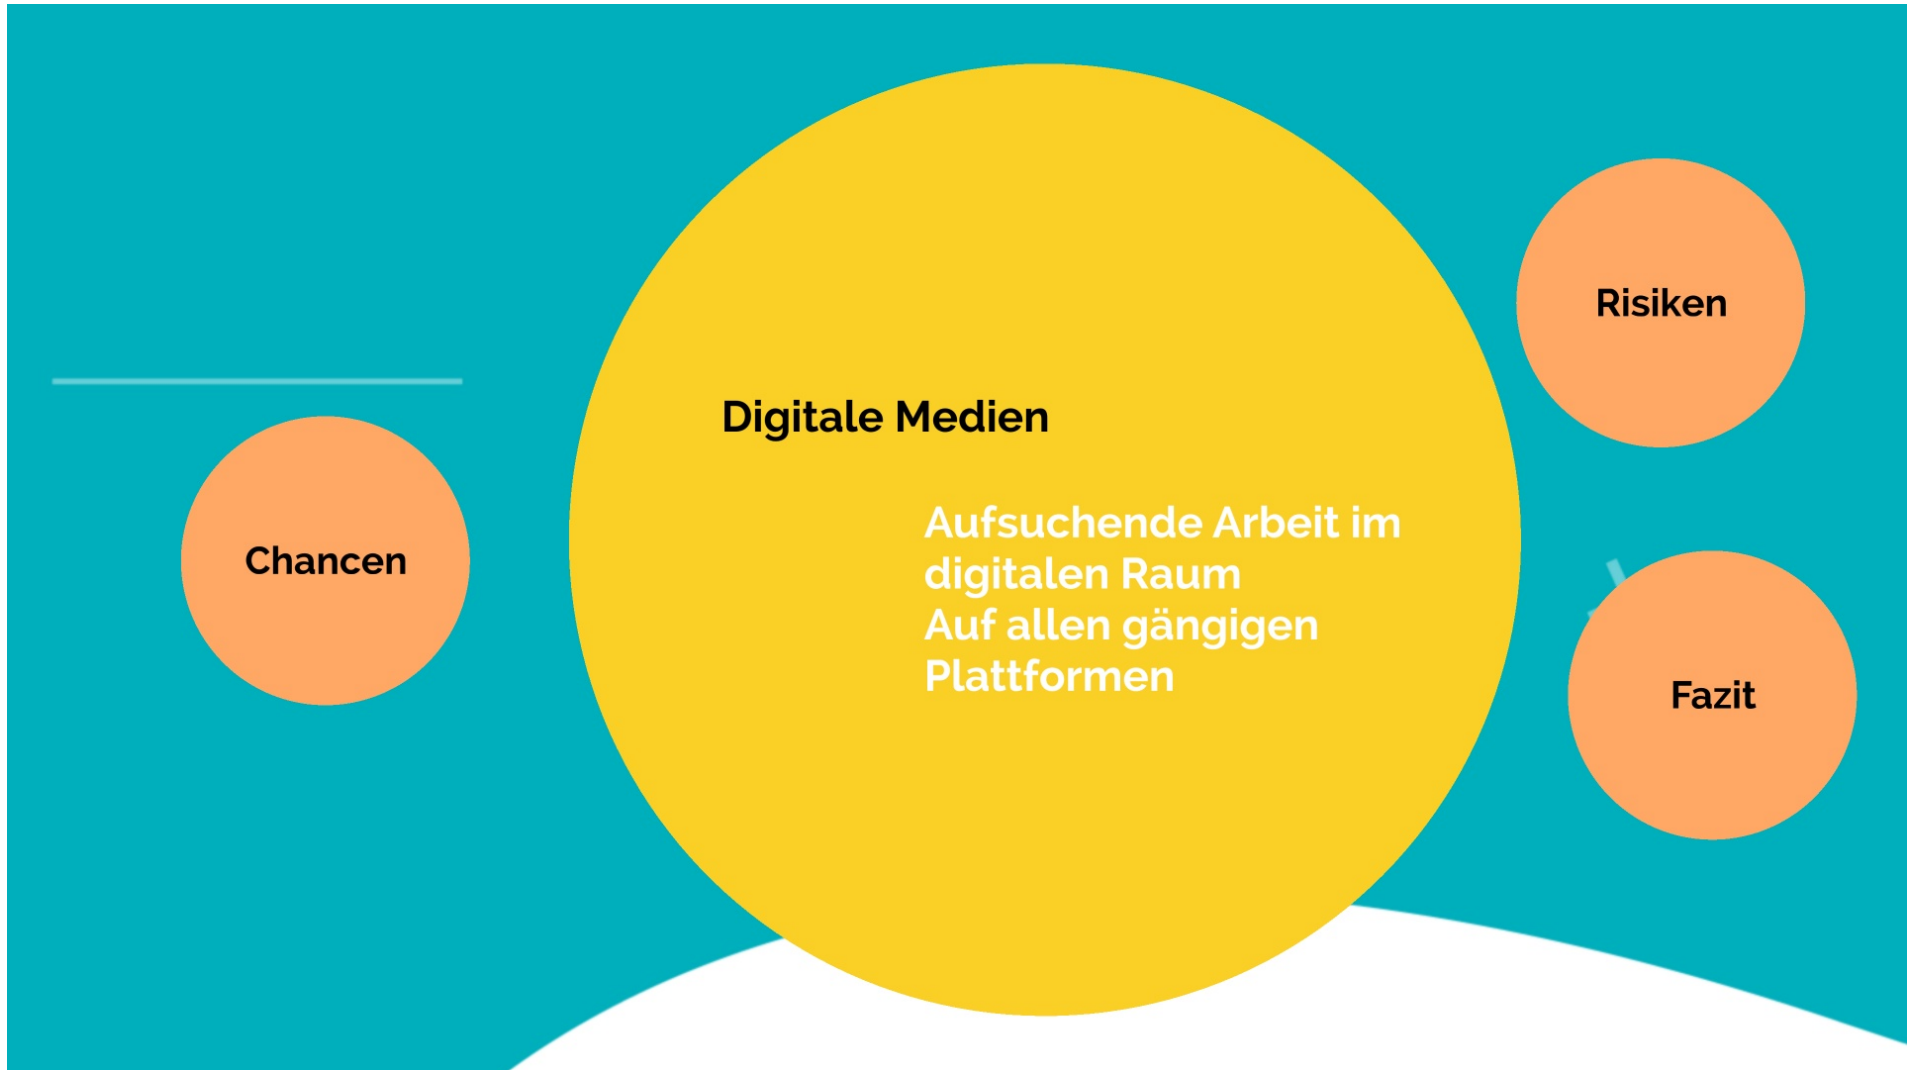 Digitale Medien
Aufsuchende Arbeit im
digitalen Raum
Auf allen gängigen
Plattformen
Chancen
Risiken
Fazit